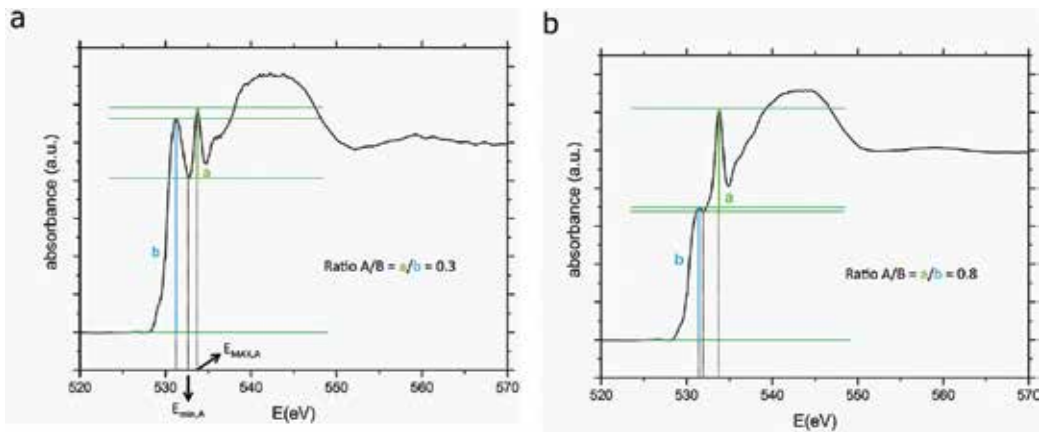 a
absorbance (a.u.)
b
a
Ratio A/B = a/b = 0.3
E_MAX,A
520 530 540 550 560 570
E_min,A
E(eV)
b
absorbance (a.u.)
b
a
Ratio A/B = a/b = 0.8
520 530 540 550 560 570
E(eV)